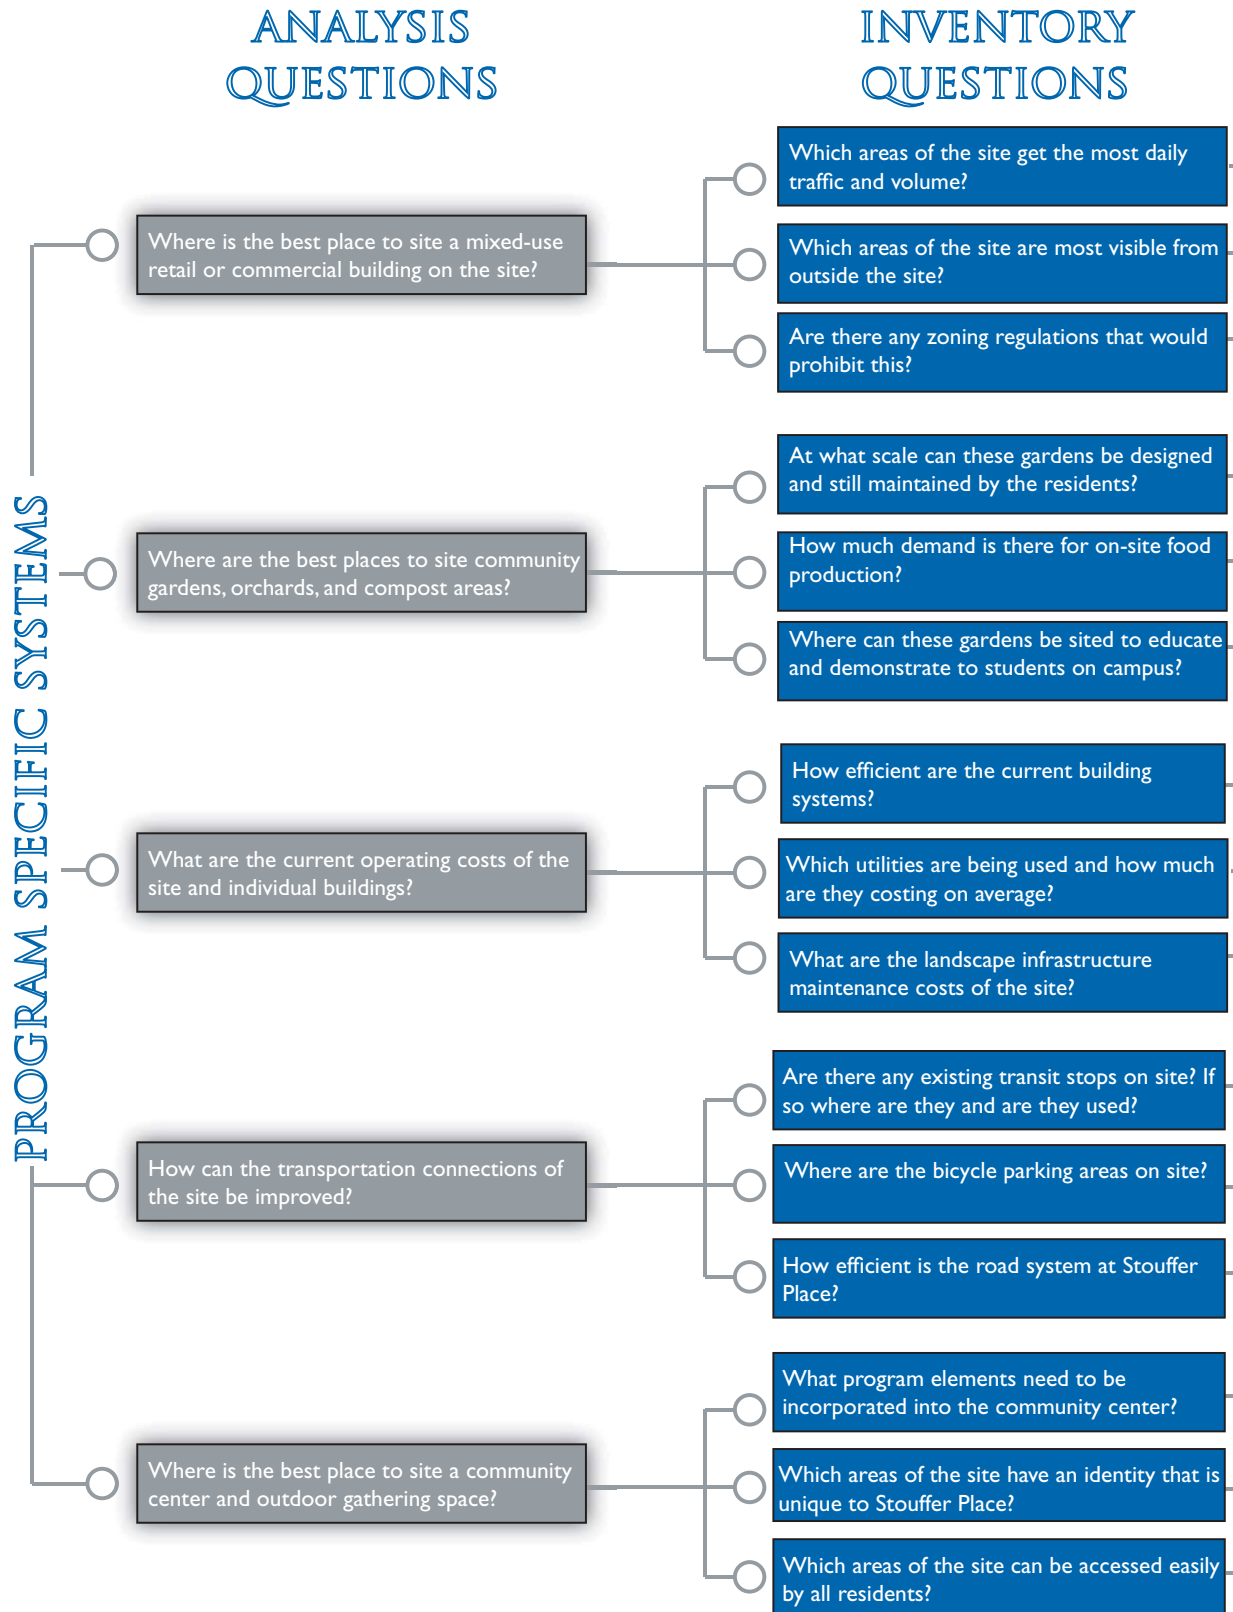 ANALYSIS
QUESTIONS
INVENTORY
QUESTIONS
PROGRAM SPECIFIC SYSTEMS
Where is the best place to site a mixed-use
retail or commercial building on the site?
Which areas of the site get the most daily
traffic and volume?
Which areas of the site are most visible from
outside the site?
Are there any zoning regulations that would
prohibit this?
Where are the best places to site community
gardens, orchards, and compost areas?
At what scale can these gardens be designed
and still maintained by the residents?
How much demand is there for on-site food
production?
Where can these gardens be sited to educate
and demonstrate to students on campus?
What are the current operating costs of the
site and individual buildings?
How efficient are the current building
systems?
Which utilities are being used and how much
are they costing on average?
What are the landscape infrastructure
maintenance costs of the site?
How can the transportation connections of
the site be improved?
Are there any existing transit stops on site? If
so where are they and are they used?
Where are the bicycle parking areas on site?
How efficient is the road system at Stouffer
Place?
Where is the best place to site a community
center and outdoor gathering space?
What program elements need to be
incorporated into the community center?
Which areas of the site have an identity that is
unique to Stouffer Place?
Which areas of the site can be accessed easily
by all residents?